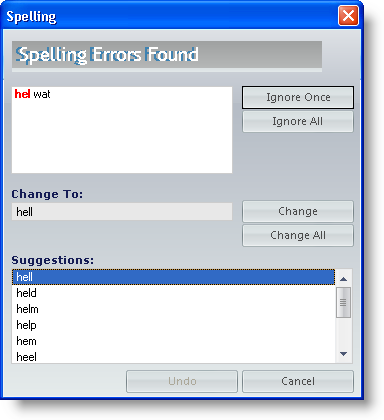 Spelling
Spelling Errors Found
hel wat
Ignore Once
Ignore All
Change To:
hell
Change
Change All
Suggestions:
hell
held
helm
help
hem
heel
Undo
Cancel